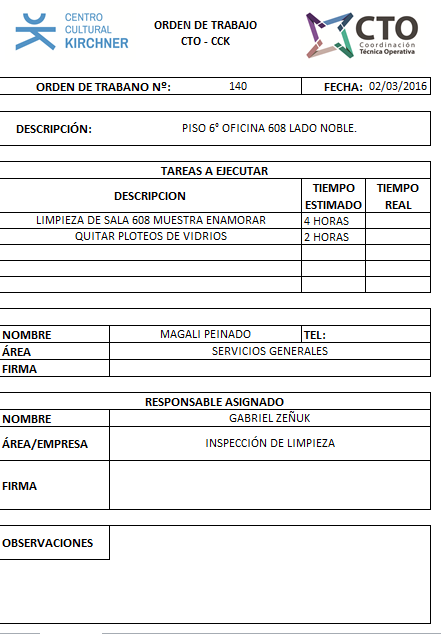 CENTRO
CULTURAL
KIRCHNER
ORDEN DE TRABAJO
CTO - CCK
CTO
Coordinación
Técnica Operativa
ORDEN DE TRABANO Nº: 140 FECHA: 02/03/2016
DESCRIPCIÓN: PISO 6° OFICINA 608 LADO NOBLE.
TAREAS A EJECUTAR
DESCRIPCION TIEMPO ESTIMADO TIEMPO REAL
LIMPIEZA DE SALA 608 MUESTRA ENAMORAR 4 HORAS
QUITAR PLOTEOS DE VIDRIOS 2 HORAS
NOMBRE MAGALI PEINADO TEL:
ÁREA SERVICIOS GENERALES
FIRMA
RESPONSABLE ASIGNADO
NOMBRE GABRIEL ZEÑUK
ÁREA/EMPRESA INSPECCIÓN DE LIMPIEZA
FIRMA
OBSERVACIONES